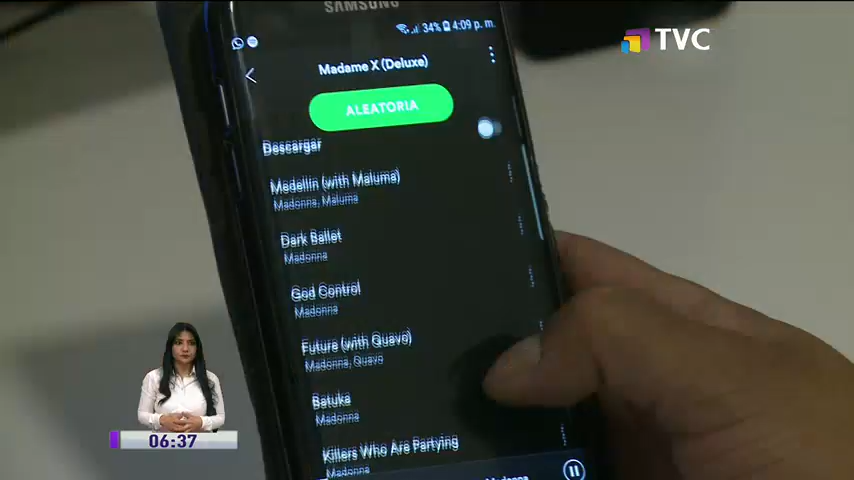 SAMSUNG
34% 4:09 p. m.
TVC
Madame X (Deluxe)
ALEATORIA
Descargar
Medellín (with Maluma)
Madonna, Maluma
Dark Ballet
Madonna
God Control
Madonna
Future (with Quavo)
Madonna, Quavo
Batuka
Madonna
Killers Who Are Partying
Madonna
Madonna
06:37